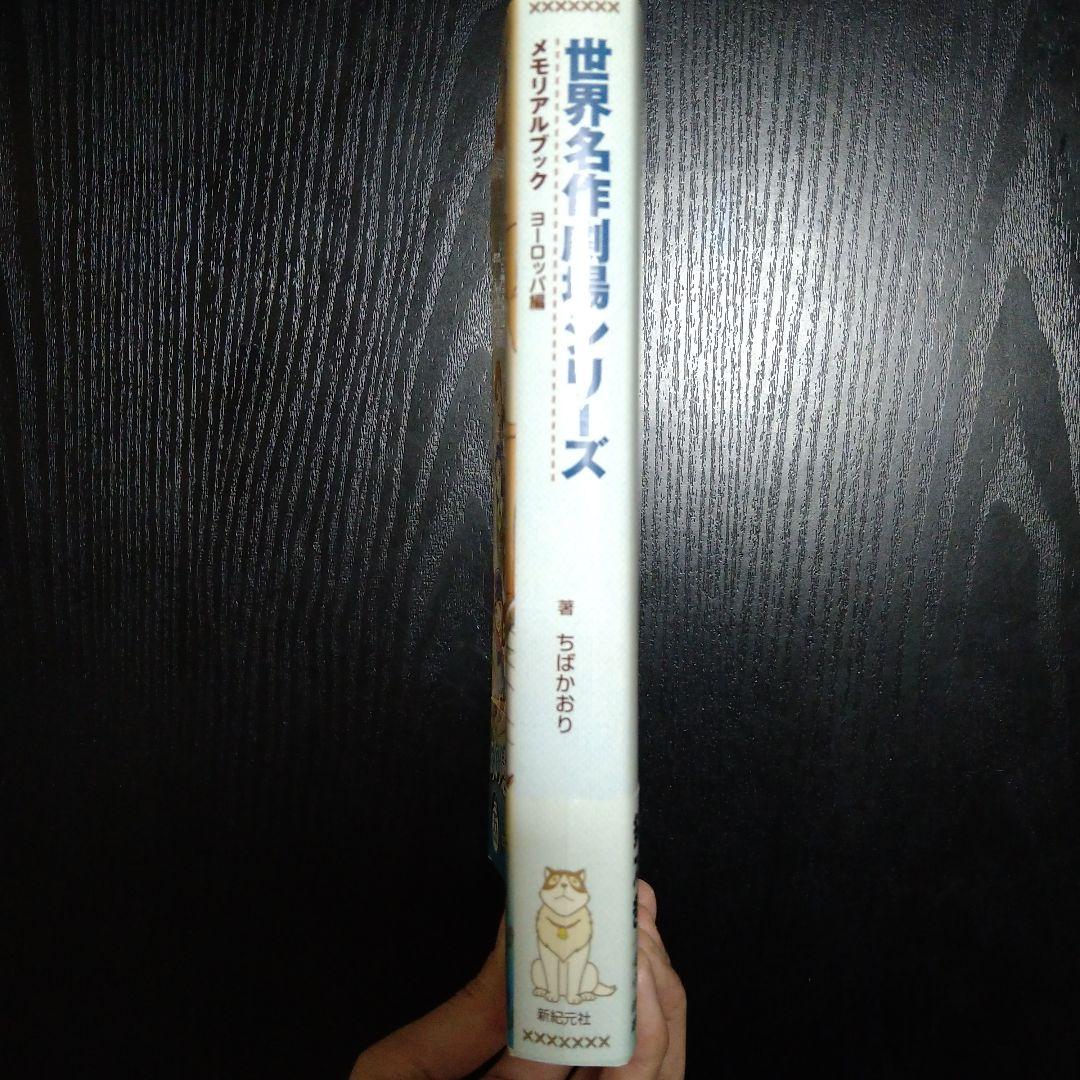 世界名作劇場シリーズ
メモリアルブック ヨーロッパ編
著 ちばかおり
新紀元社